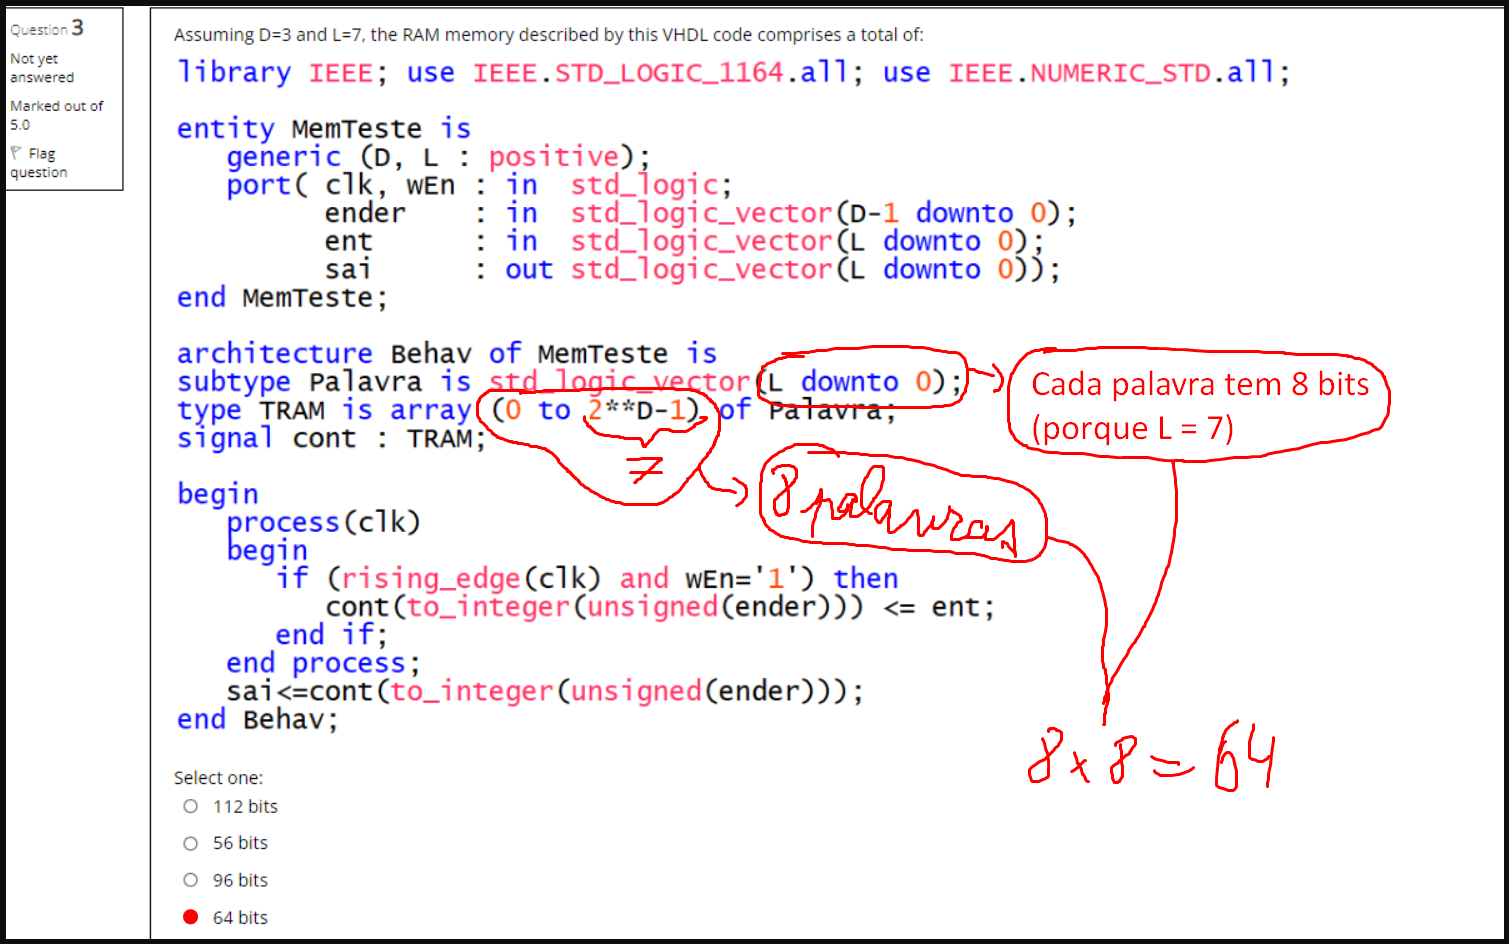 Question 3
Not yet
answered
Marked out of
5.0
Flag
question
Assuming D=3 and L=7, the RAM memory described by this VHDL code comprises a total of:
library IEEE; use IEEE.STD_LOGIC_1164.all; use IEEE.NUMERIC_STD.all;
entity MemTeste is
generic (D, L : positive);
port( clk, wEn : in std_logic;
ender : in std_logic_vector(D-1 downto 0);
ent : in std_logic_vector(L downto 0);
sai : out std_logic_vector(L downto 0));
end MemTeste;
architecture Behav of MemTeste is
subtype Palavra is std_logic_vector(L downto 0);
type TRAM is array (0 to 2**D-1) of Palavra;
signal cont : TRAM;
Cada palavra tem 8 bits
(porque L = 7)
7
8 palavras
begin
process(clk)
begin
if (rising_edge(clk) and wEn='1') then
cont(to_integer(unsigned(ender))) <= ent;
end if;
end process;
sai<=cont(to_integer(unsigned(ender)));
end Behav;
8x8=64
Select one:
112 bits
56 bits
96 bits
64 bits